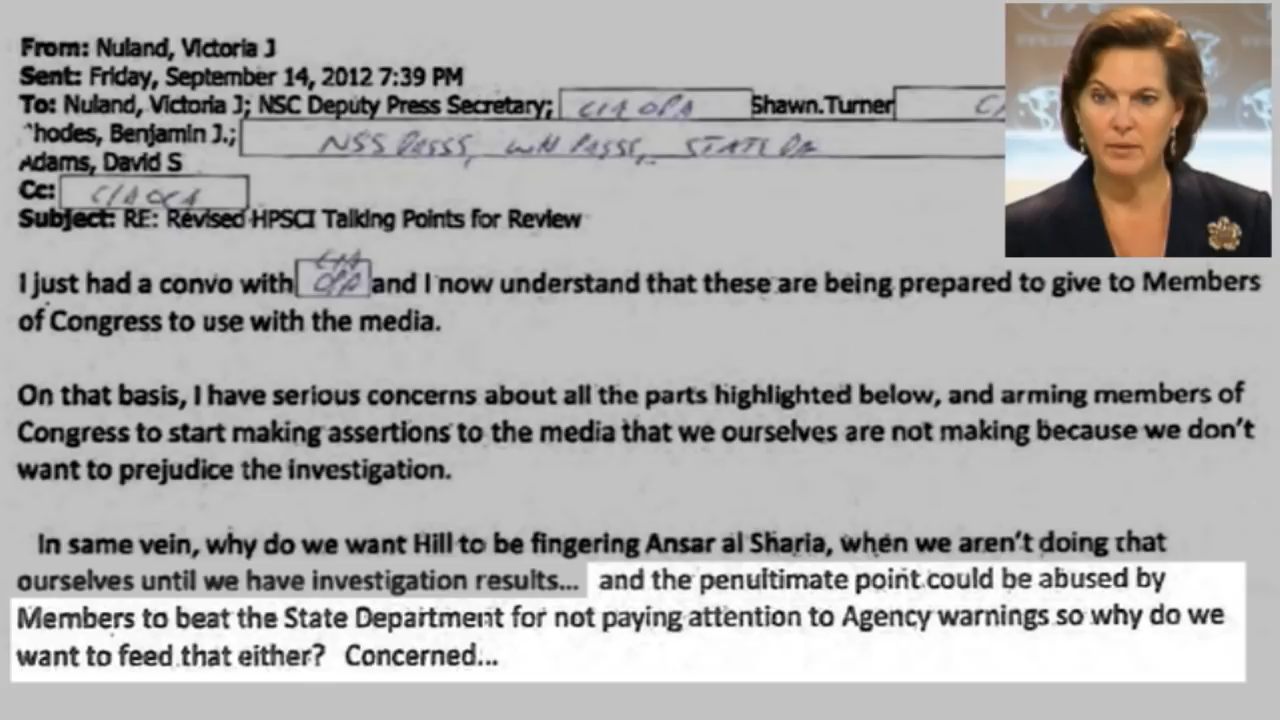 From: Nuland, Victoria J
Sent: Friday, September 14, 2012 7:39 PM
To: Nuland, Victoria J; NSC Deputy Press Secretary; CIA OPA Shawn.Turner
hodes, Benjamin J.; NSS
Adams, David S
Cc: CIA OCA
Subject: RE: Revised HPSCI Talking Points for Review
I just had a convo with CIA OPA and I now understand that these are being prepared to give to Members
of Congress to use with the media.
On that basis, I have serious concerns about all the parts highlighted below, and arming members of
Congress to start making assertions to the media that we ourselves are not making because we don't
want to prejudice the investigation.
In same vein, why do we want Hill to be fingering Ansar al Sharia, when we aren't doing that
ourselves until we have investigation results... and the penultimate point could be abused by
Members to beat the State Department for not paying attention to Agency warnings so why do we
want to feed that either? Concerned...